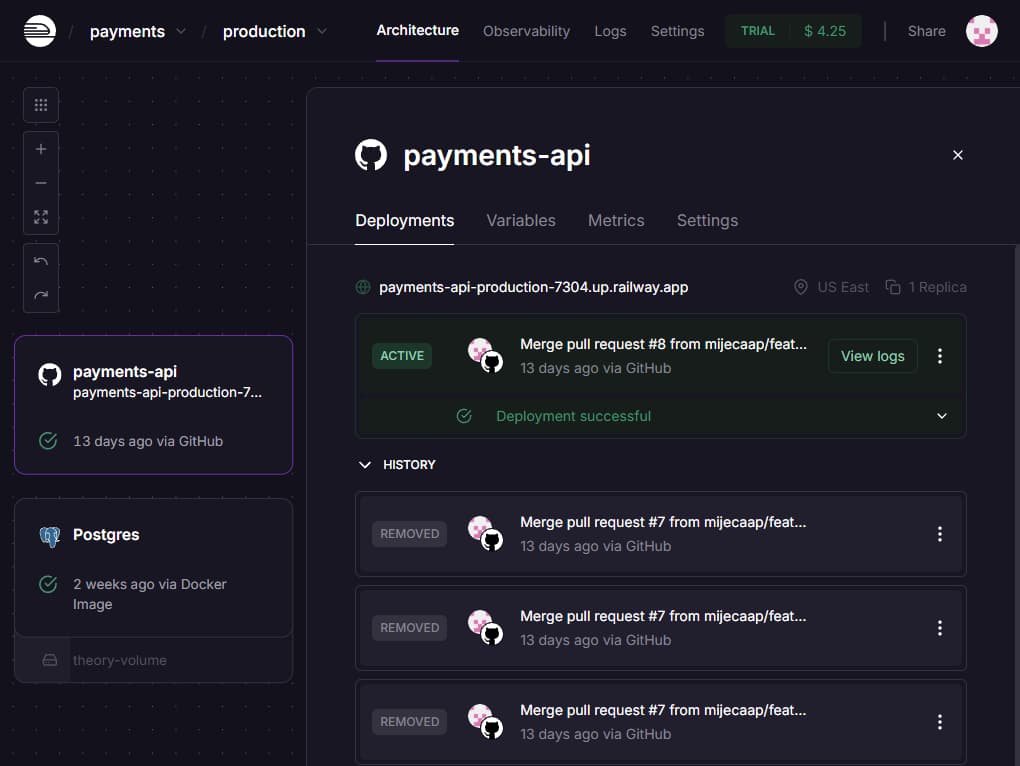 payments / production
Architecture
Observability
Logs
Settings
TRIAL $ 4.25
Share
payments-api
payments-api-production-7...
13 days ago via GitHub
Postgres
2 weeks ago via Docker
Image
theory-volume
payments-api
Deployments
Variables
Metrics
Settings
payments-api-production-7304.up.railway.app
US East
1 Replica
ACTIVE
Merge pull request #8 from mijecaap/feat...
13 days ago via GitHub
View logs
Deployment successful
HISTORY
REMOVED
Merge pull request #7 from mijecaap/feat...
13 days ago via GitHub
REMOVED
Merge pull request #7 from mijecaap/feat...
13 days ago via GitHub
REMOVED
Merge pull request #7 from mijecaap/feat...
13 days ago via GitHub